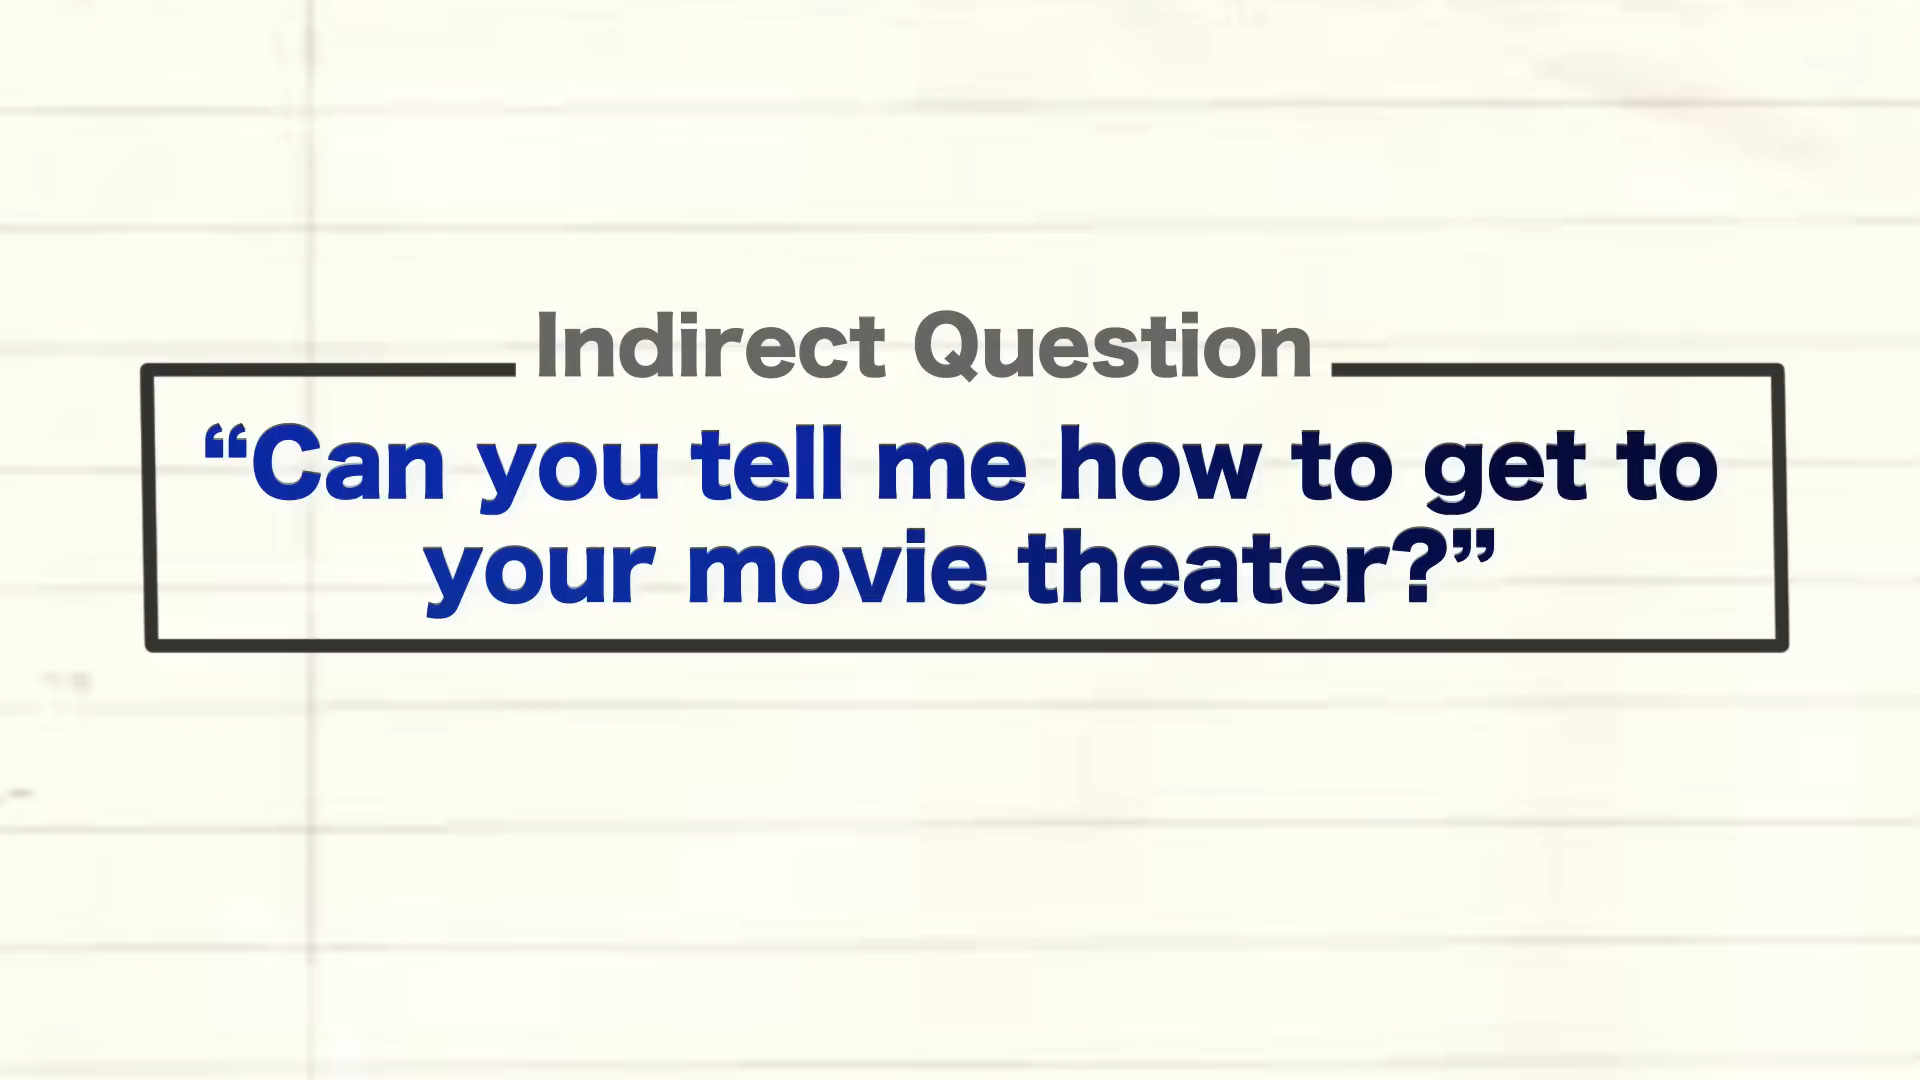 Indirect Question
“Can you tell me how to get to
your movie theater?”